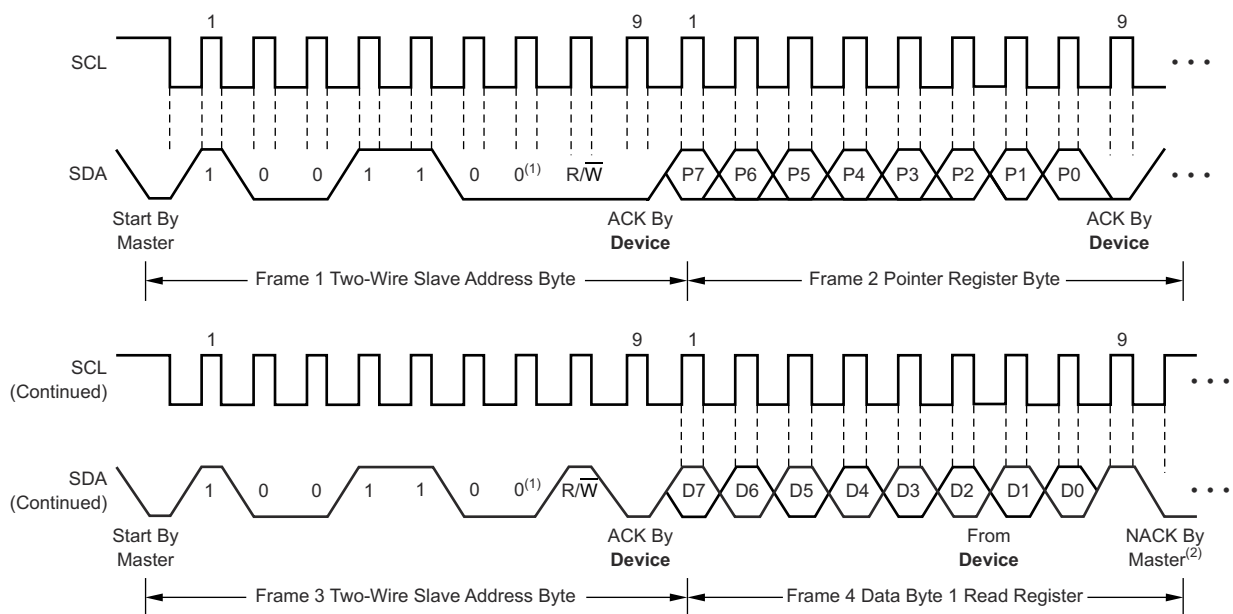 1 9 1 9
SCL
SDA 1 0 0 1 1 0 0(1) R/W̅ P7 P6 P5 P4 P3 P2 P1 P0
Start By ACK By ACK By
Master Device Device
Frame 1 Two-Wire Slave Address Byte Frame 2 Pointer Register Byte
1 9 1 9
SCL
(Continued)
SDA
(Continued) 1 0 0 1 1 0 0(1) R/W̅ D7 D6 D5 D4 D3 D2 D1 D0
Start By ACK By From NACK By
Master Device Device Master(2)
Frame 3 Two-Wire Slave Address Byte Frame 4 Data Byte 1 Read Register